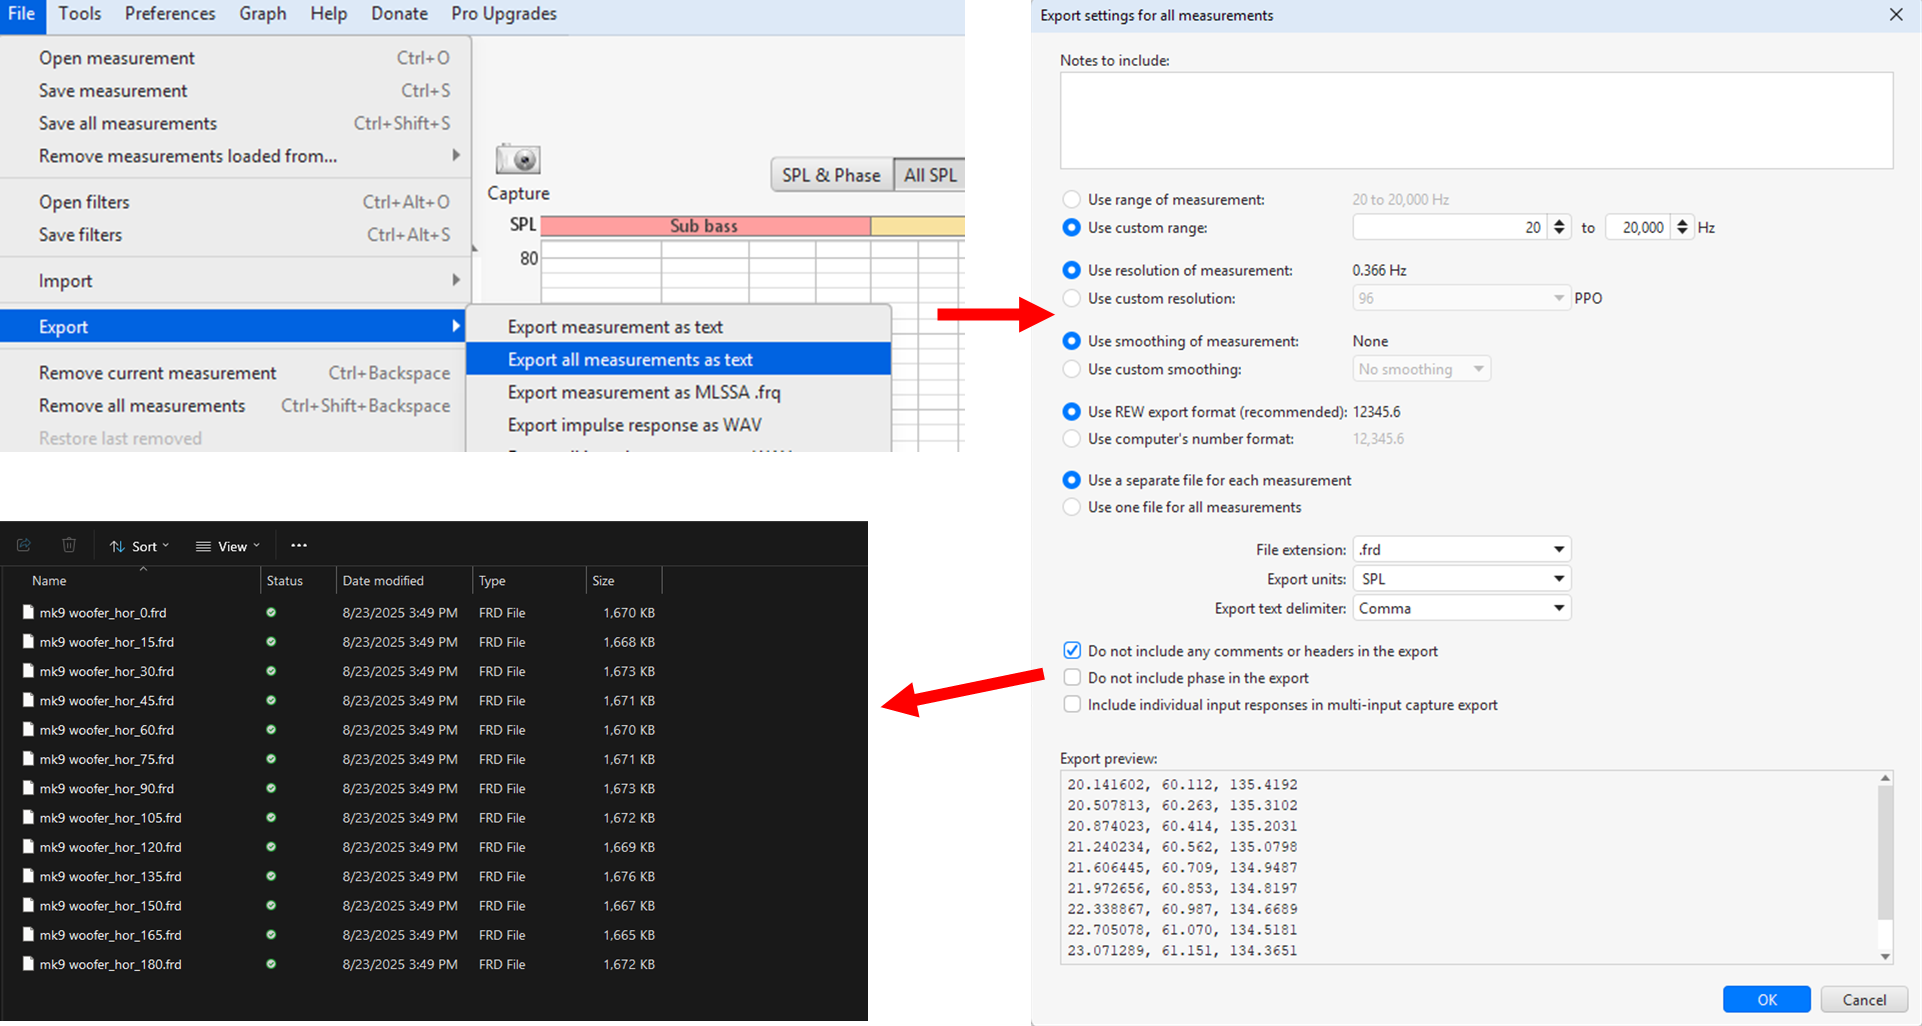 File Tools Preferences Graph Help Donate Pro Upgrades
Open measurement Ctrl+O
Save measurement Ctrl+S
Save all measurements Ctrl+Shift+S
Remove measurements loaded from...
Open filters Ctrl+Alt+O
Save filters Ctrl+Alt+S
Import
Export
Remove current measurement Ctrl+Backspace
Remove all measurements Ctrl+Shift+Backspace
Restore last removed
Capture
SPL & Phase All SPL
SPL Sub bass
80
Export measurement as text
Export all measurements as text
Export measurement as MLSSA .frq
Export impulse response as WAV
Export settings for all measurements
Notes to include:
Use range of measurement: 20 to 20,000 Hz
Use custom range: 20 to 20,000 Hz
Use resolution of measurement: 0.366 Hz
Use custom resolution: 96 PPO
Use smoothing of measurement: None
Use custom smoothing: No smoothing
Use REW export format (recommended): 12345.6
Use computer's number format: 12,345.6
Use a separate file for each measurement
Use one file for all measurements
File extension: .frd
Export units: SPL
Export text delimiter: Comma
Do not include any comments or headers in the export
Do not include phase in the export
Include individual input responses in multi-input capture export
Export preview:
20.141602, 60.112, 135.4192
20.507813, 60.263, 135.3102
20.874023, 60.414, 135.2031
21.240234, 60.562, 135.0798
21.606445, 60.709, 134.9487
21.972656, 60.853, 134.8197
22.338867, 60.987, 134.6689
22.705078, 61.070, 134.5181
23.071289, 61.151, 134.3651
OK Cancel
Sort View ...
Name Status Date modified Type Size
mk9 woofer_hor_0.frd 8/23/2025 3:49 PM FRD File 1,670 KB
mk9 woofer_hor_15.frd 8/23/2025 3:49 PM FRD File 1,668 KB
mk9 woofer_hor_30.frd 8/23/2025 3:49 PM FRD File 1,673 KB
mk9 woofer_hor_45.frd 8/23/2025 3:49 PM FRD File 1,671 KB
mk9 woofer_hor_60.frd 8/23/2025 3:49 PM FRD File 1,670 KB
mk9 woofer_hor_75.frd 8/23/2025 3:49 PM FRD File 1,671 KB
mk9 woofer_hor_90.frd 8/23/2025 3:49 PM FRD File 1,673 KB
mk9 woofer_hor_105.frd 8/23/2025 3:49 PM FRD File 1,672 KB
mk9 woofer_hor_120.frd 8/23/2025 3:49 PM FRD File 1,669 KB
mk9 woofer_hor_135.frd 8/23/2025 3:49 PM FRD File 1,676 KB
mk9 woofer_hor_150.frd 8/23/2025 3:49 PM FRD File 1,667 KB
mk9 woofer_hor_165.frd 8/23/2025 3:49 PM FRD File 1,665 KB
mk9 woofer_hor_180.frd 8/23/2025 3:49 PM FRD File 1,672 KB